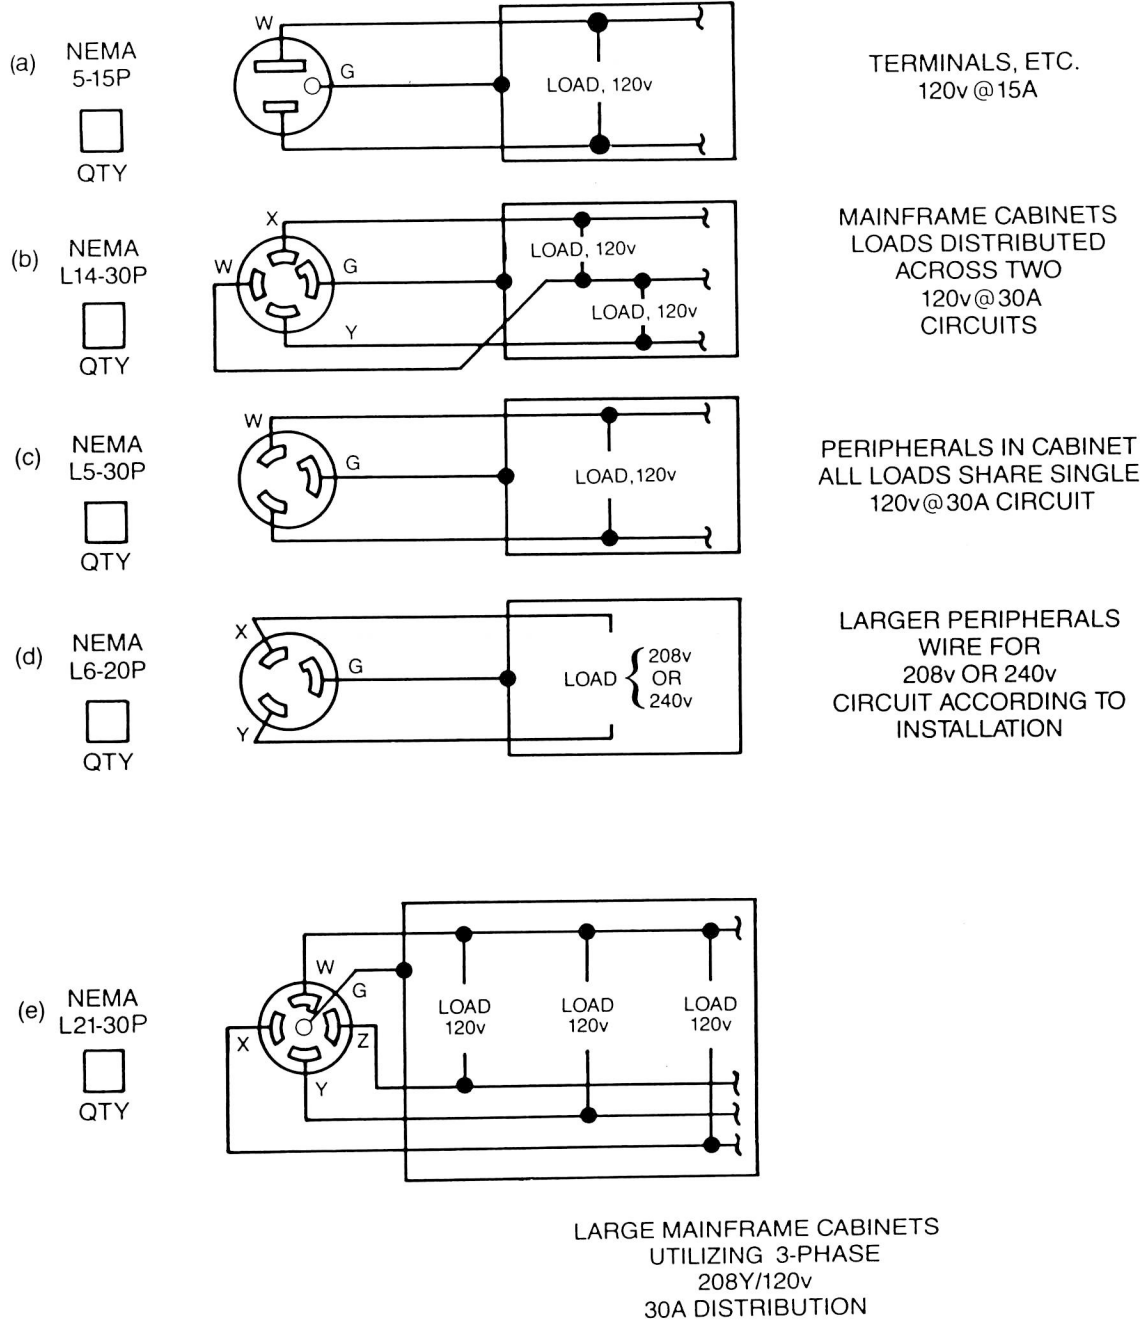 (a)
NEMA
5-15P
QTY
W
G
LOAD, 120v
TERMINALS, ETC.
120v @ 15A
(b)
NEMA
L14-30P
QTY
X
W
G
Y
LOAD, 120v
LOAD, 120v
MAINFRAME CABINETS
LOADS DISTRIBUTED
ACROSS TWO
120v@30A
CIRCUITS
(c)
NEMA
L5-30P
QTY
W
G
LOAD, 120v
PERIPHERALS IN CABINET
ALL LOADS SHARE SINGLE
120v@30A CIRCUIT
(d)
NEMA
L6-20P
QTY
X
G
Y
LOAD
208v
OR
240v
LARGER PERIPHERALS
WIRE FOR
208v OR 240v
CIRCUIT ACCORDING TO
INSTALLATION
(e)
NEMA
L21-30P
QTY
W
G
X
Z
Y
LOAD
120v
LOAD
120v
LOAD
120v
LARGE MAINFRAME CABINETS
UTILIZING 3-PHASE
208Y/120v
30A DISTRIBUTION